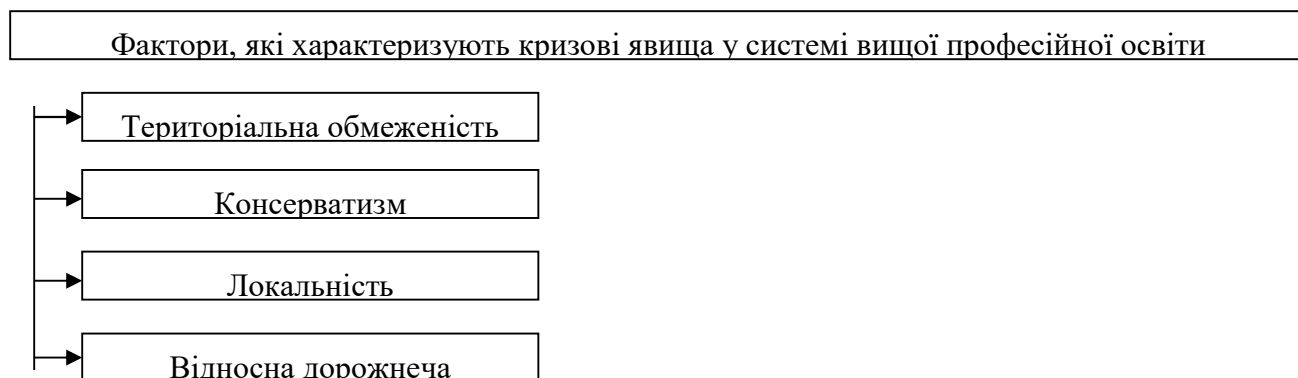 Фактори, які характеризують кризові явища у системі вищої професійної освіти
Територіальна обмеженість
Консерватизм
Локальність
Відносна дорожнеча